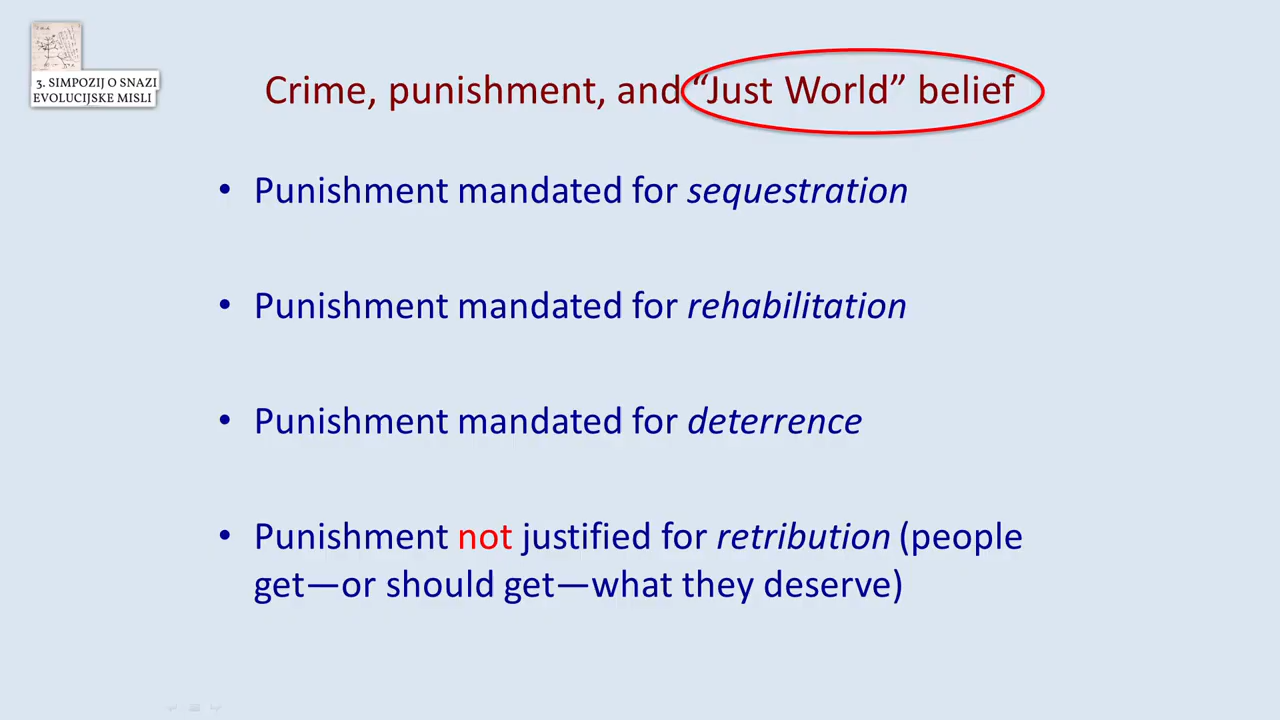 3. SIMPOZIJ O SNAZI
EVOLUCIJSKE MISLI
Crime, punishment, and “Just World” belief
• Punishment mandated for sequestration
• Punishment mandated for rehabilitation
• Punishment mandated for deterrence
• Punishment not justified for retribution (people
get—or should get—what they deserve)